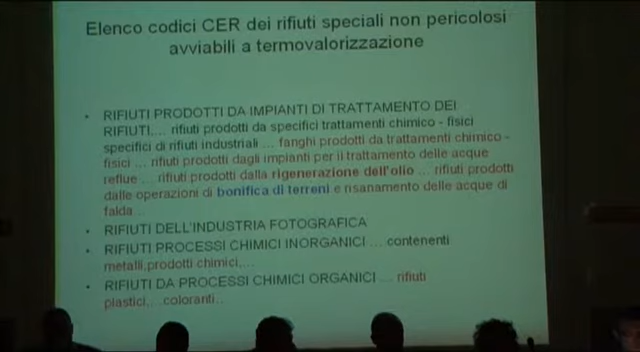 Elenco codici CER dei rifiuti speciali non pericolosi
avviabili a termovalorizzazione
• RIFIUTI PRODOTTI DA IMPIANTI DI TRATTAMENTO DEI
RIFIUTI.... rifiuti prodotti da specifici trattamenti chimico - fisici
specifici di rifiuti industriali ... fanghi prodotti da trattamenti chimico -
fisici ... rifiuti prodotti dagli impianti per il trattamento delle acque
reflue ... rifiuti prodotti dalla rigenerazione dell'olio ... rifiuti prodotti
dalle operazioni di bonifica di terreni e risanamento delle acque di
falda...
• RIFIUTI DELL'INDUSTRIA FOTOGRAFICA
• RIFIUTI PROCESSI CHIMICI INORGANICI ... contenenti
metalli,prodotti chimici,...
• RIFIUTI DA PROCESSI CHIMICI ORGANICI ... rifiuti
plastici,...coloranti..